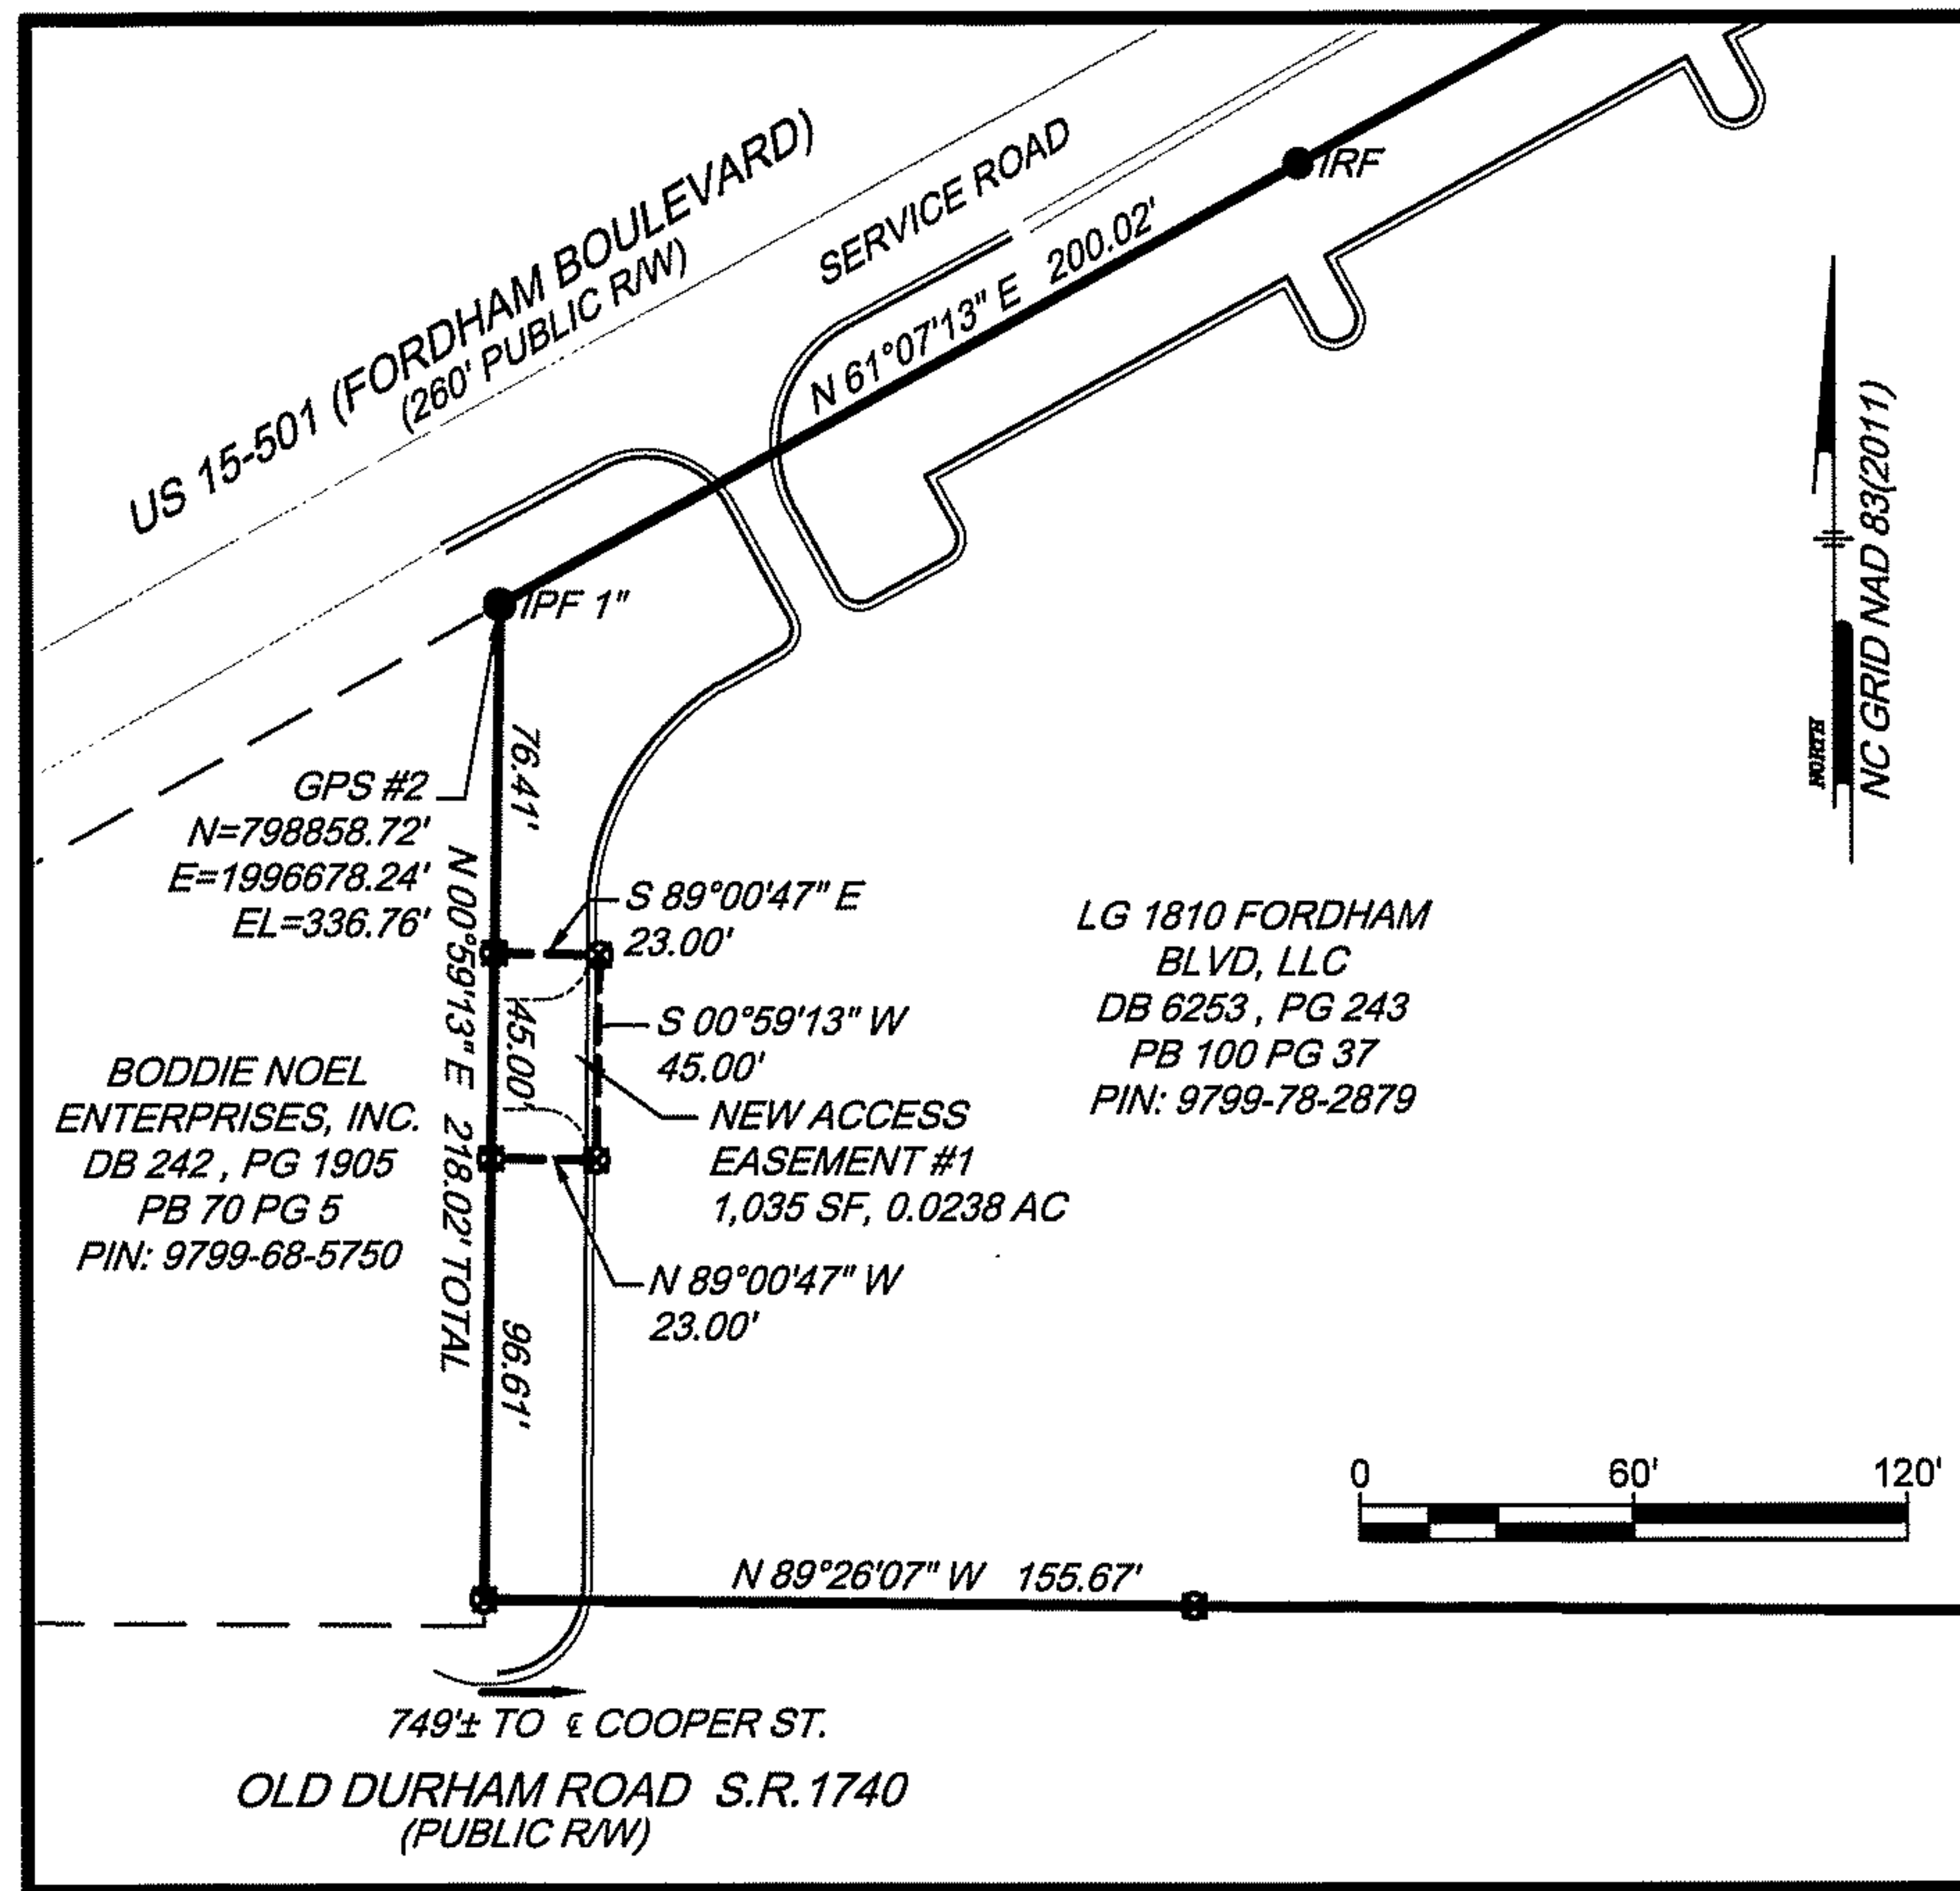 US 15-501 (FORDHAM BOULEVARD)
(260' PUBLIC R/W)
SERVICE ROAD
IRF
N 61°07'13" E 200.02'
IPF 1"
NORTH
NC GRID NAD 83(2011)
GPS #2
N=798858.72'
E=1996678.24'
EL=336.76'
76.41'
N 00°59'13" E 218.02' TOTAL
45.00'
96.61'
S 89°00'47" E
23.00'
S 00°59'13" W
45.00'
NEW ACCESS
EASEMENT #1
1,035 SF, 0.0238 AC
N 89°00'47" W
23.00'
BODDIE NOEL
ENTERPRISES, INC.
DB 242 , PG 1905
PB 70 PG 5
PIN: 9799-68-5750
LG 1810 FORDHAM
BLVD, LLC
DB 6253 , PG 243
PB 100 PG 37
PIN: 9799-78-2879
0 60' 120'
N 89°26'07" W 155.67'
749'± TO ℄ COOPER ST.
OLD DURHAM ROAD S.R. 1740
(PUBLIC R/W)